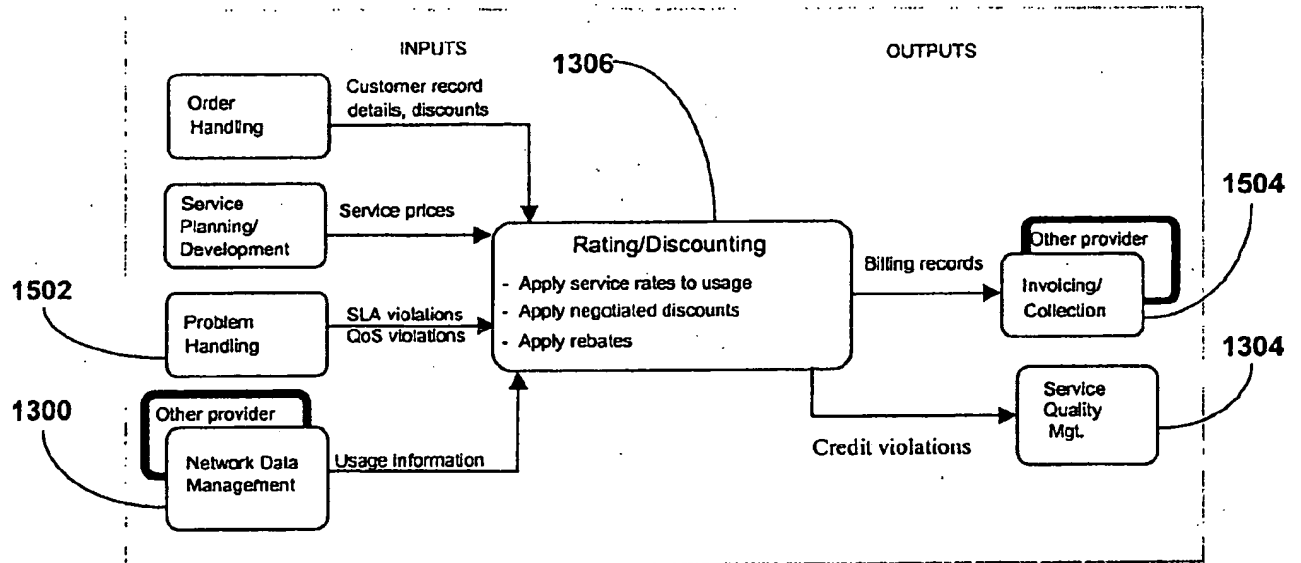 INPUTS
OUTPUTS
1306
Order
Handling
Customer record
details, discounts
1504
Service
Planning/
Development
Service prices
Rating/Discounting
- Apply service rates to usage
- Apply negotiated discounts
- Apply rebates
Other provider
Billing records
Invoicing/
Collection
1502
Problem
Handling
SLA violations
QoS violations
1304
1300
Other provider
Network Data
Management
Usage Information
Service
Quality
Mgt.
Credit violations